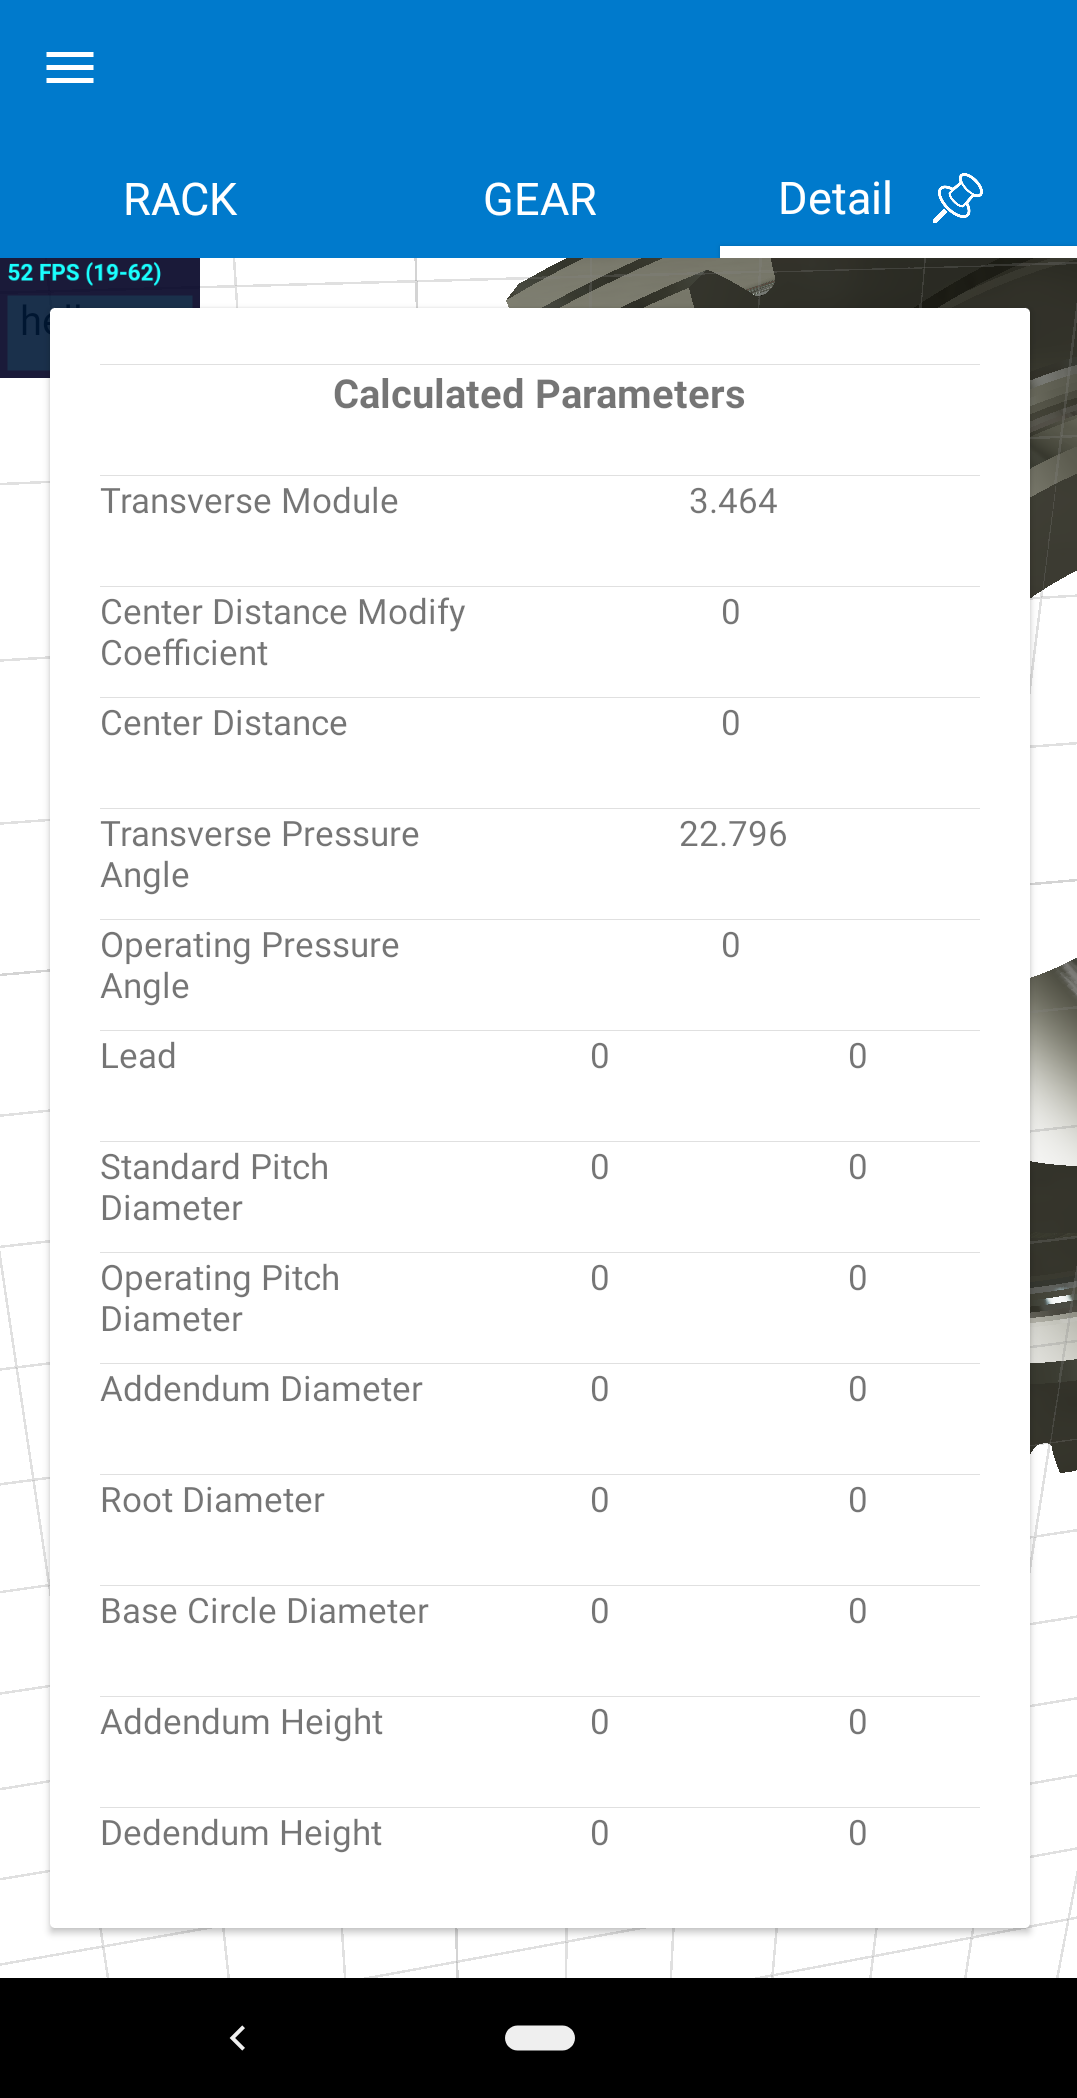 RACK GEAR Detail
52 FPS (19-62)
Calculated Parameters
Transverse Module 3.464
Center Distance Modify 0
Coefficient
Center Distance 0
Transverse Pressure 22.796
Angle
Operating Pressure 0
Angle
Lead 0 0
Standard Pitch 0 0
Diameter
Operating Pitch 0 0
Diameter
Addendum Diameter 0 0
Root Diameter 0 0
Base Circle Diameter 0 0
Addendum Height 0 0
Dedendum Height 0 0